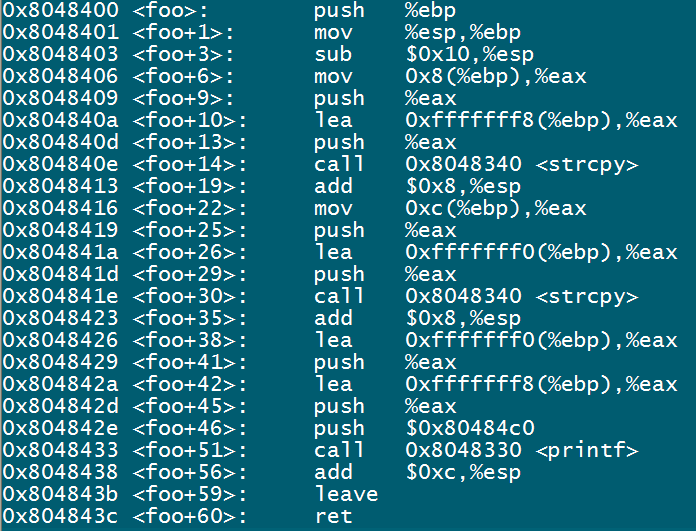 0x8048400 <foo>: push %ebp
0x8048401 <foo+1>: mov %esp,%ebp
0x8048403 <foo+3>: sub $0x10,%esp
0x8048406 <foo+6>: mov 0x8(%ebp),%eax
0x8048409 <foo+9>: push %eax
0x804840a <foo+10>: lea 0xfffffff8(%ebp),%eax
0x804840d <foo+13>: push %eax
0x804840e <foo+14>: call 0x8048340 <strcpy>
0x8048413 <foo+19>: add $0x8,%esp
0x8048416 <foo+22>: mov 0xc(%ebp),%eax
0x8048419 <foo+25>: push %eax
0x804841a <foo+26>: lea 0xfffffff0(%ebp),%eax
0x804841d <foo+29>: push %eax
0x804841e <foo+30>: call 0x8048340 <strcpy>
0x8048423 <foo+35>: add $0x8,%esp
0x8048426 <foo+38>: lea 0xfffffff0(%ebp),%eax
0x8048429 <foo+41>: push %eax
0x804842a <foo+42>: lea 0xfffffff8(%ebp),%eax
0x804842d <foo+45>: push %eax
0x804842e <foo+46>: push $0x80484c0
0x8048433 <foo+51>: call 0x8048330 <printf>
0x8048438 <foo+56>: add $0xc,%esp
0x804843b <foo+59>: leave
0x804843c <foo+60>: ret